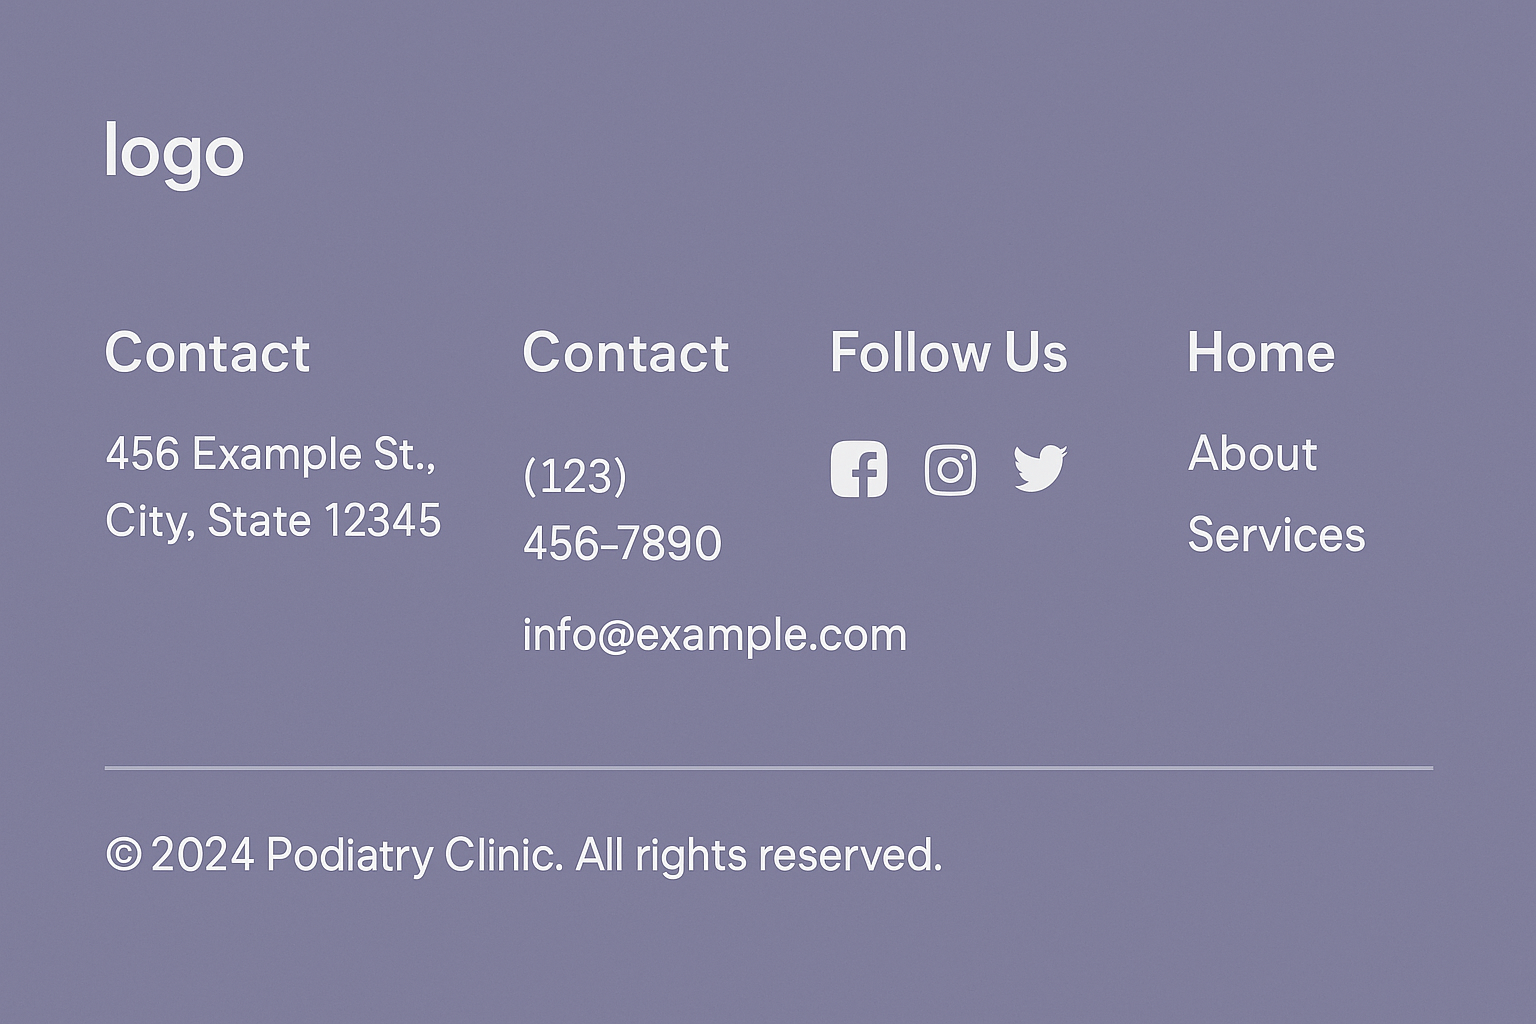 logo
Contact
456 Example St.,
City, State 12345
Contact
(123)
456-7890
info@example.com
Follow Us
Home
About
Services
© 2024 Podiatry Clinic. All rights reserved.